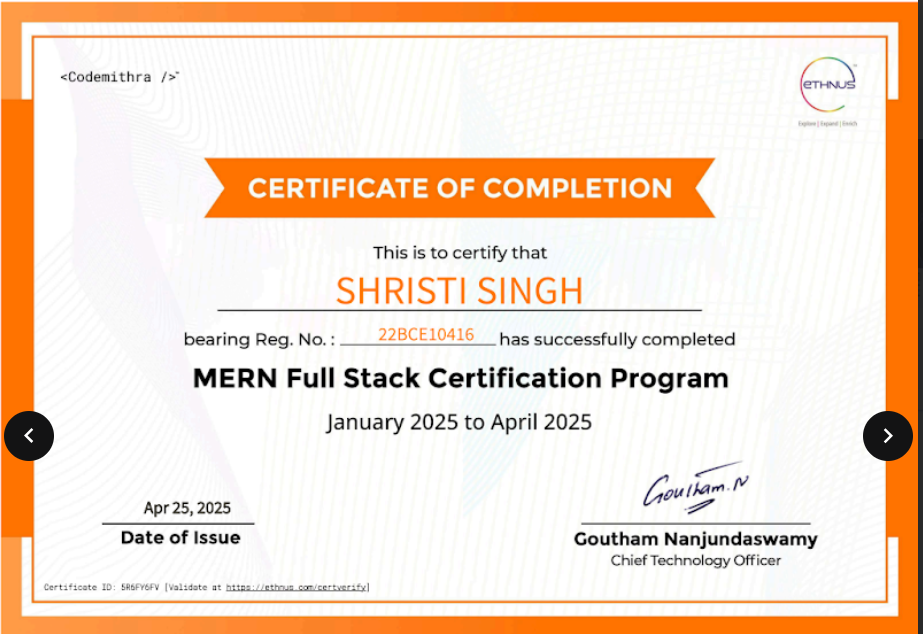 <Codemithra />™
eTHNUS
Explore | Expand | Enrich
CERTIFICATE OF COMPLETION
This is to certify that
SHRISTI SINGH
bearing Reg. No. : 22BCE10416 has successfully completed
MERN Full Stack Certification Program
January 2025 to April 2025
Goutham.N
Apr 25, 2025
Date of Issue
Goutham Nanjundaswamy
Chief Technology Officer
Certificate ID: 5R6FY6FV [Validate at https://ethnus.com/certverify]